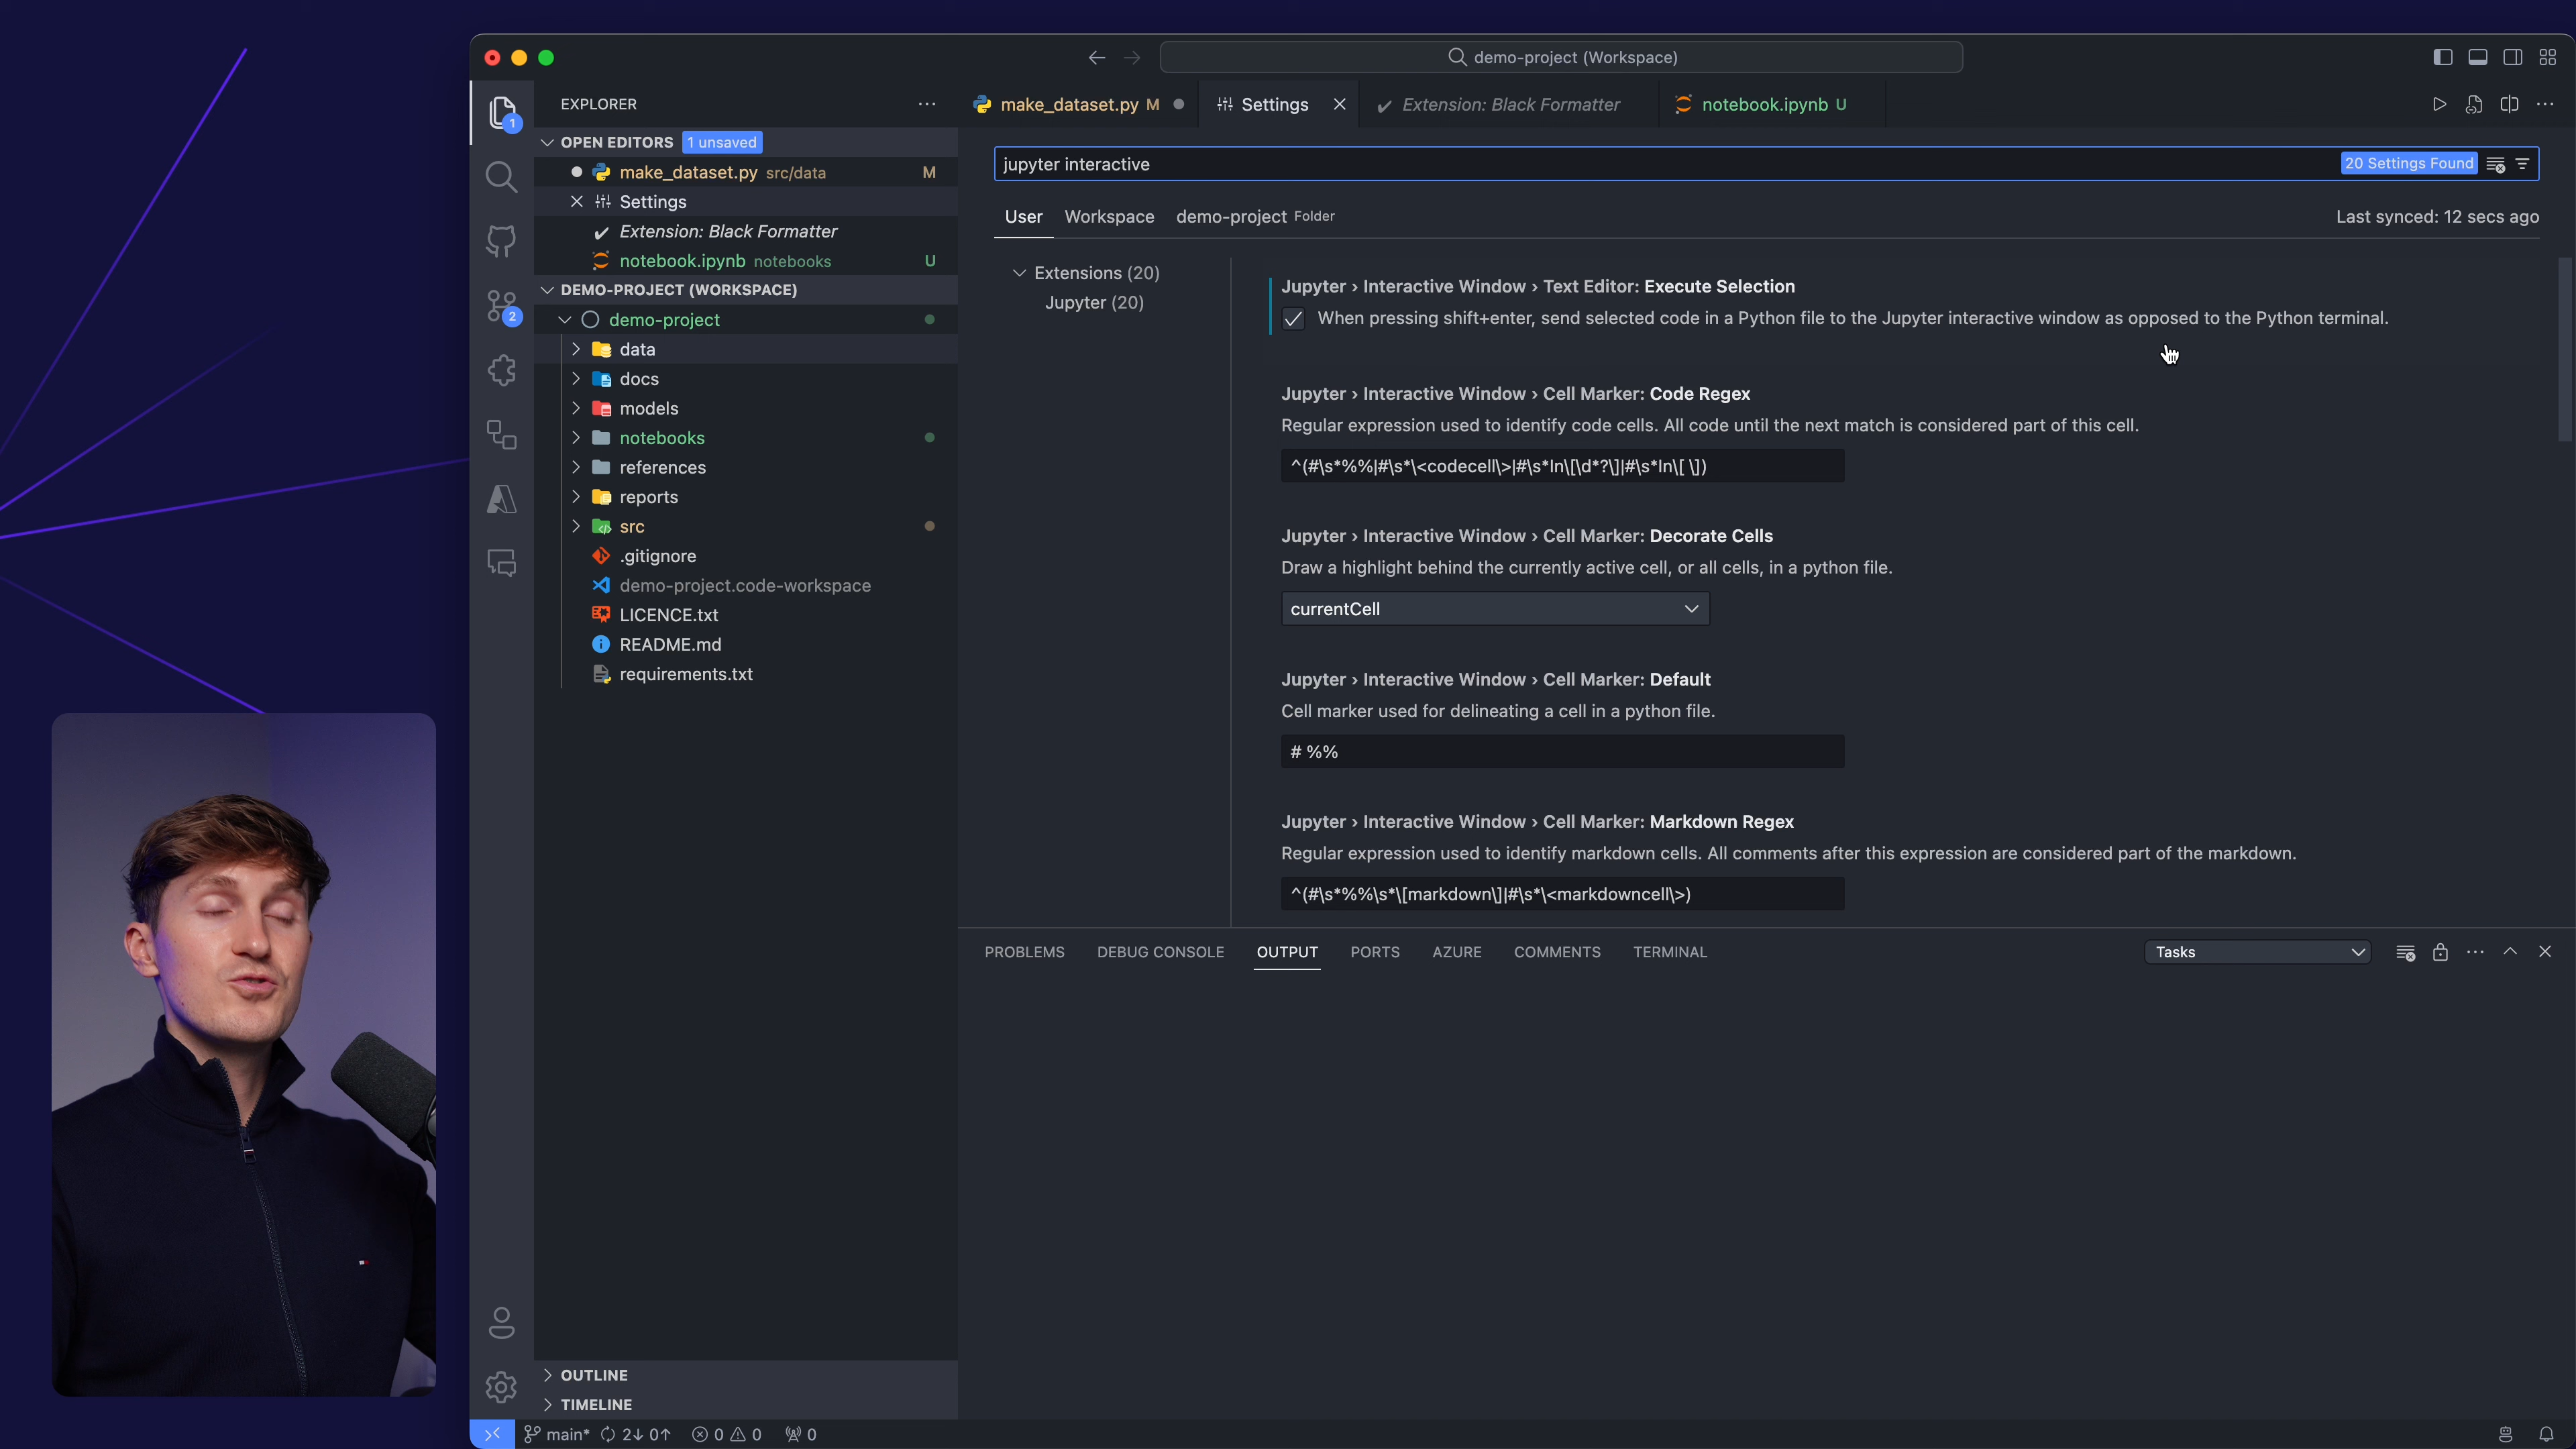 demo-project (Workspace)
EXPLORER
make_dataset.py M
Settings
Extension: Black Formatter
notebook.ipynb U
1
OPEN EDITORS 1 unsaved
make_dataset.py src/data M
Settings
Extension: Black Formatter
notebook.ipynb notebooks U
DEMO-PROJECT (WORKSPACE)
2
demo-project
data
docs
models
notebooks
references
reports
src
.gitignore
demo-project.code-workspace
LICENCE.txt
README.md
requirements.txt
OUTLINE
TIMELINE
jupyter interactive
20 Settings Found
User Workspace demo-project Folder
Last synced: 12 secs ago
Extensions (20)
Jupyter (20)
Jupyter › Interactive Window › Text Editor: Execute Selection
When pressing shift+enter, send selected code in a Python file to the Jupyter interactive window as opposed to the Python terminal.
Jupyter › Interactive Window › Cell Marker: Code Regex
Regular expression used to identify code cells. All code until the next match is considered part of this cell.
^(#\s*%%|#\s*\<codecell\>|#\s*In\[\d*?\]|#\s*In\[ \])
Jupyter › Interactive Window › Cell Marker: Decorate Cells
Draw a highlight behind the currently active cell, or all cells, in a python file.
currentCell
Jupyter › Interactive Window › Cell Marker: Default
Cell marker used for delineating a cell in a python file.
# %%
Jupyter › Interactive Window › Cell Marker: Markdown Regex
Regular expression used to identify markdown cells. All comments after this expression are considered part of the markdown.
^(#\s*%%\s*\[markdown\]|#\s*\<markdowncell\>)
PROBLEMS DEBUG CONSOLE OUTPUT PORTS AZURE COMMENTS TERMINAL
Tasks
main* 2↓ 0↑ 0 0 0